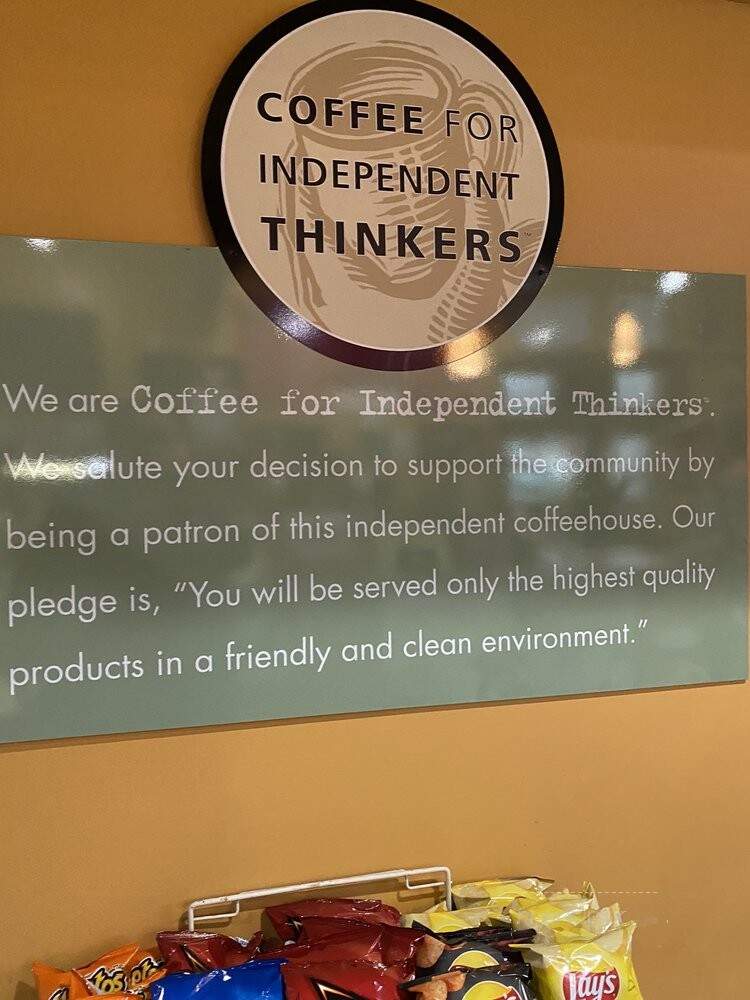 COFFEE FOR
INDEPENDENT
THINKERS™
We are Coffee for Independent Thinkers℠.
We salute your decision to support the community by
being a patron of this independent coffeehouse. Our
pledge is, “You will be served only the highest quality
products in a friendly and clean environment.”
Lay's